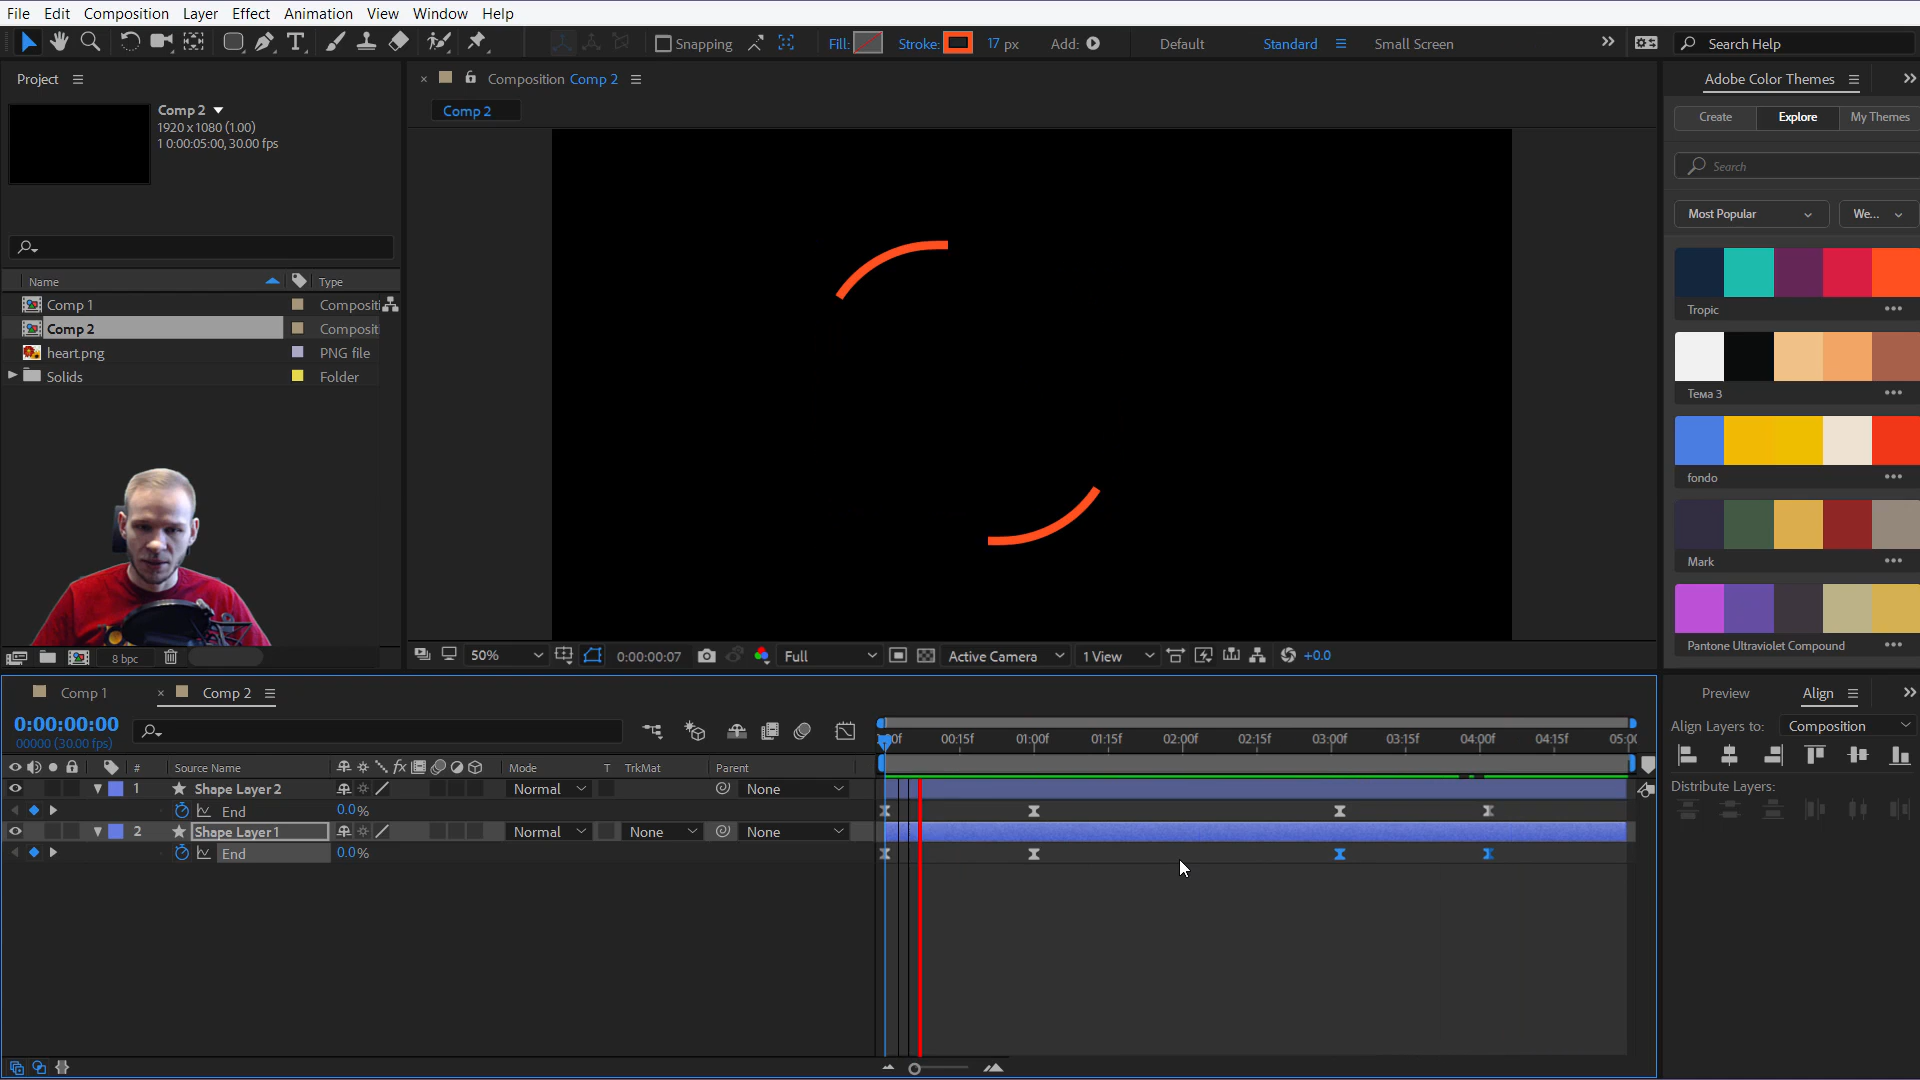 File Edit Composition Layer Effect Animation View Window Help
Snapping Fill: Stroke: 17 px Add: Default Standard Small Screen Search Help
Project
Comp 2
1920 x 1080 (1.00)
1 0:00:05:00, 30.00 fps
Name Type
Comp 1 Composit
Comp 2 Composit
heart.png PNG file
Solids Folder
8 bpc
Composition Comp 2
Comp 2
50% 0:00:00:07 Full Active Camera 1 View +0.0
Adobe Color Themes
Create Explore My Themes
Search
Most Popular We...
Tropic
Тема 3
fondo
Mark
Pantone Ultraviolet Compound
Comp 1 Comp 2
0:00:00:00
00000 (30.00 fps)
00f 00:15f 01:00f 01:15f 02:00f 02:15f 03:00f 03:15f 04:00f 04:15f 05:00
# Source Name fx Mode T TrkMat Parent
1 Shape Layer 2 Normal None
End 0.0%
2 Shape Layer 1 Normal None None
End 0.0%
Preview Align
Align Layers to: Composition
Distribute Layers: